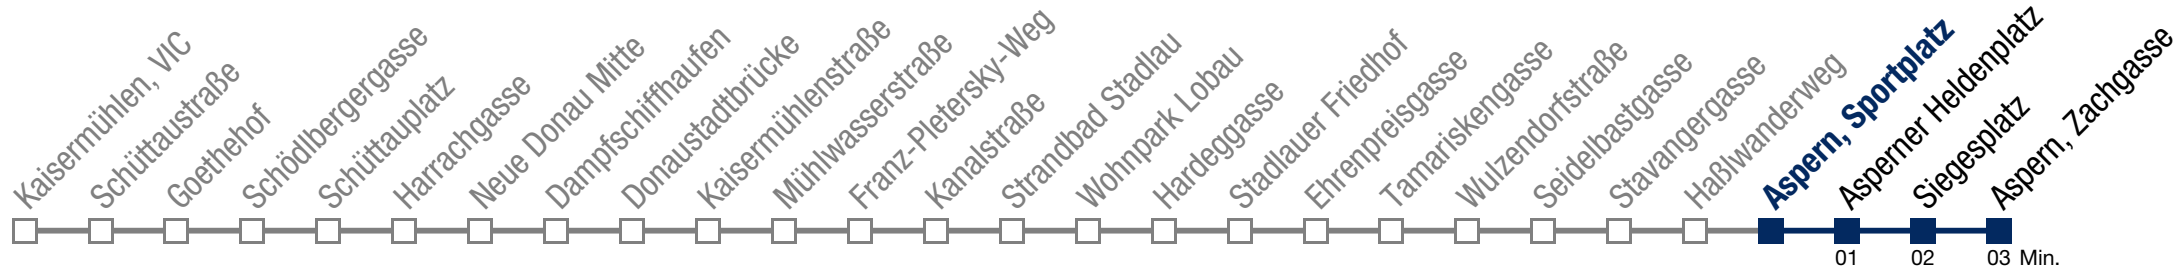 Kaisermühlen, VIC
Schüttaustraße
Goethehof
Schödlbergergasse
Schüttauplatz
Harrachgasse
Neue Donau Mitte
Dampfschiffhaufen
Donaustadtbrücke
Kaisermühlenstraße
Mühlwasserstraße
Franz-Pletersky-Weg
Kanalstraße
Strandbad Stadlau
Wohnpark Lobau
Hardeggasse
Stadlauer Friedhof
Ehrenpreisgasse
Tamariskengasse
Wulzendorfstraße
Seidelbastgasse
Stavangergasse
Haßlwanderweg
Aspern, Sportplatz
Asperner Heldenplatz
Siegesplatz
Aspern, Zachgasse
01 02 03 Min.